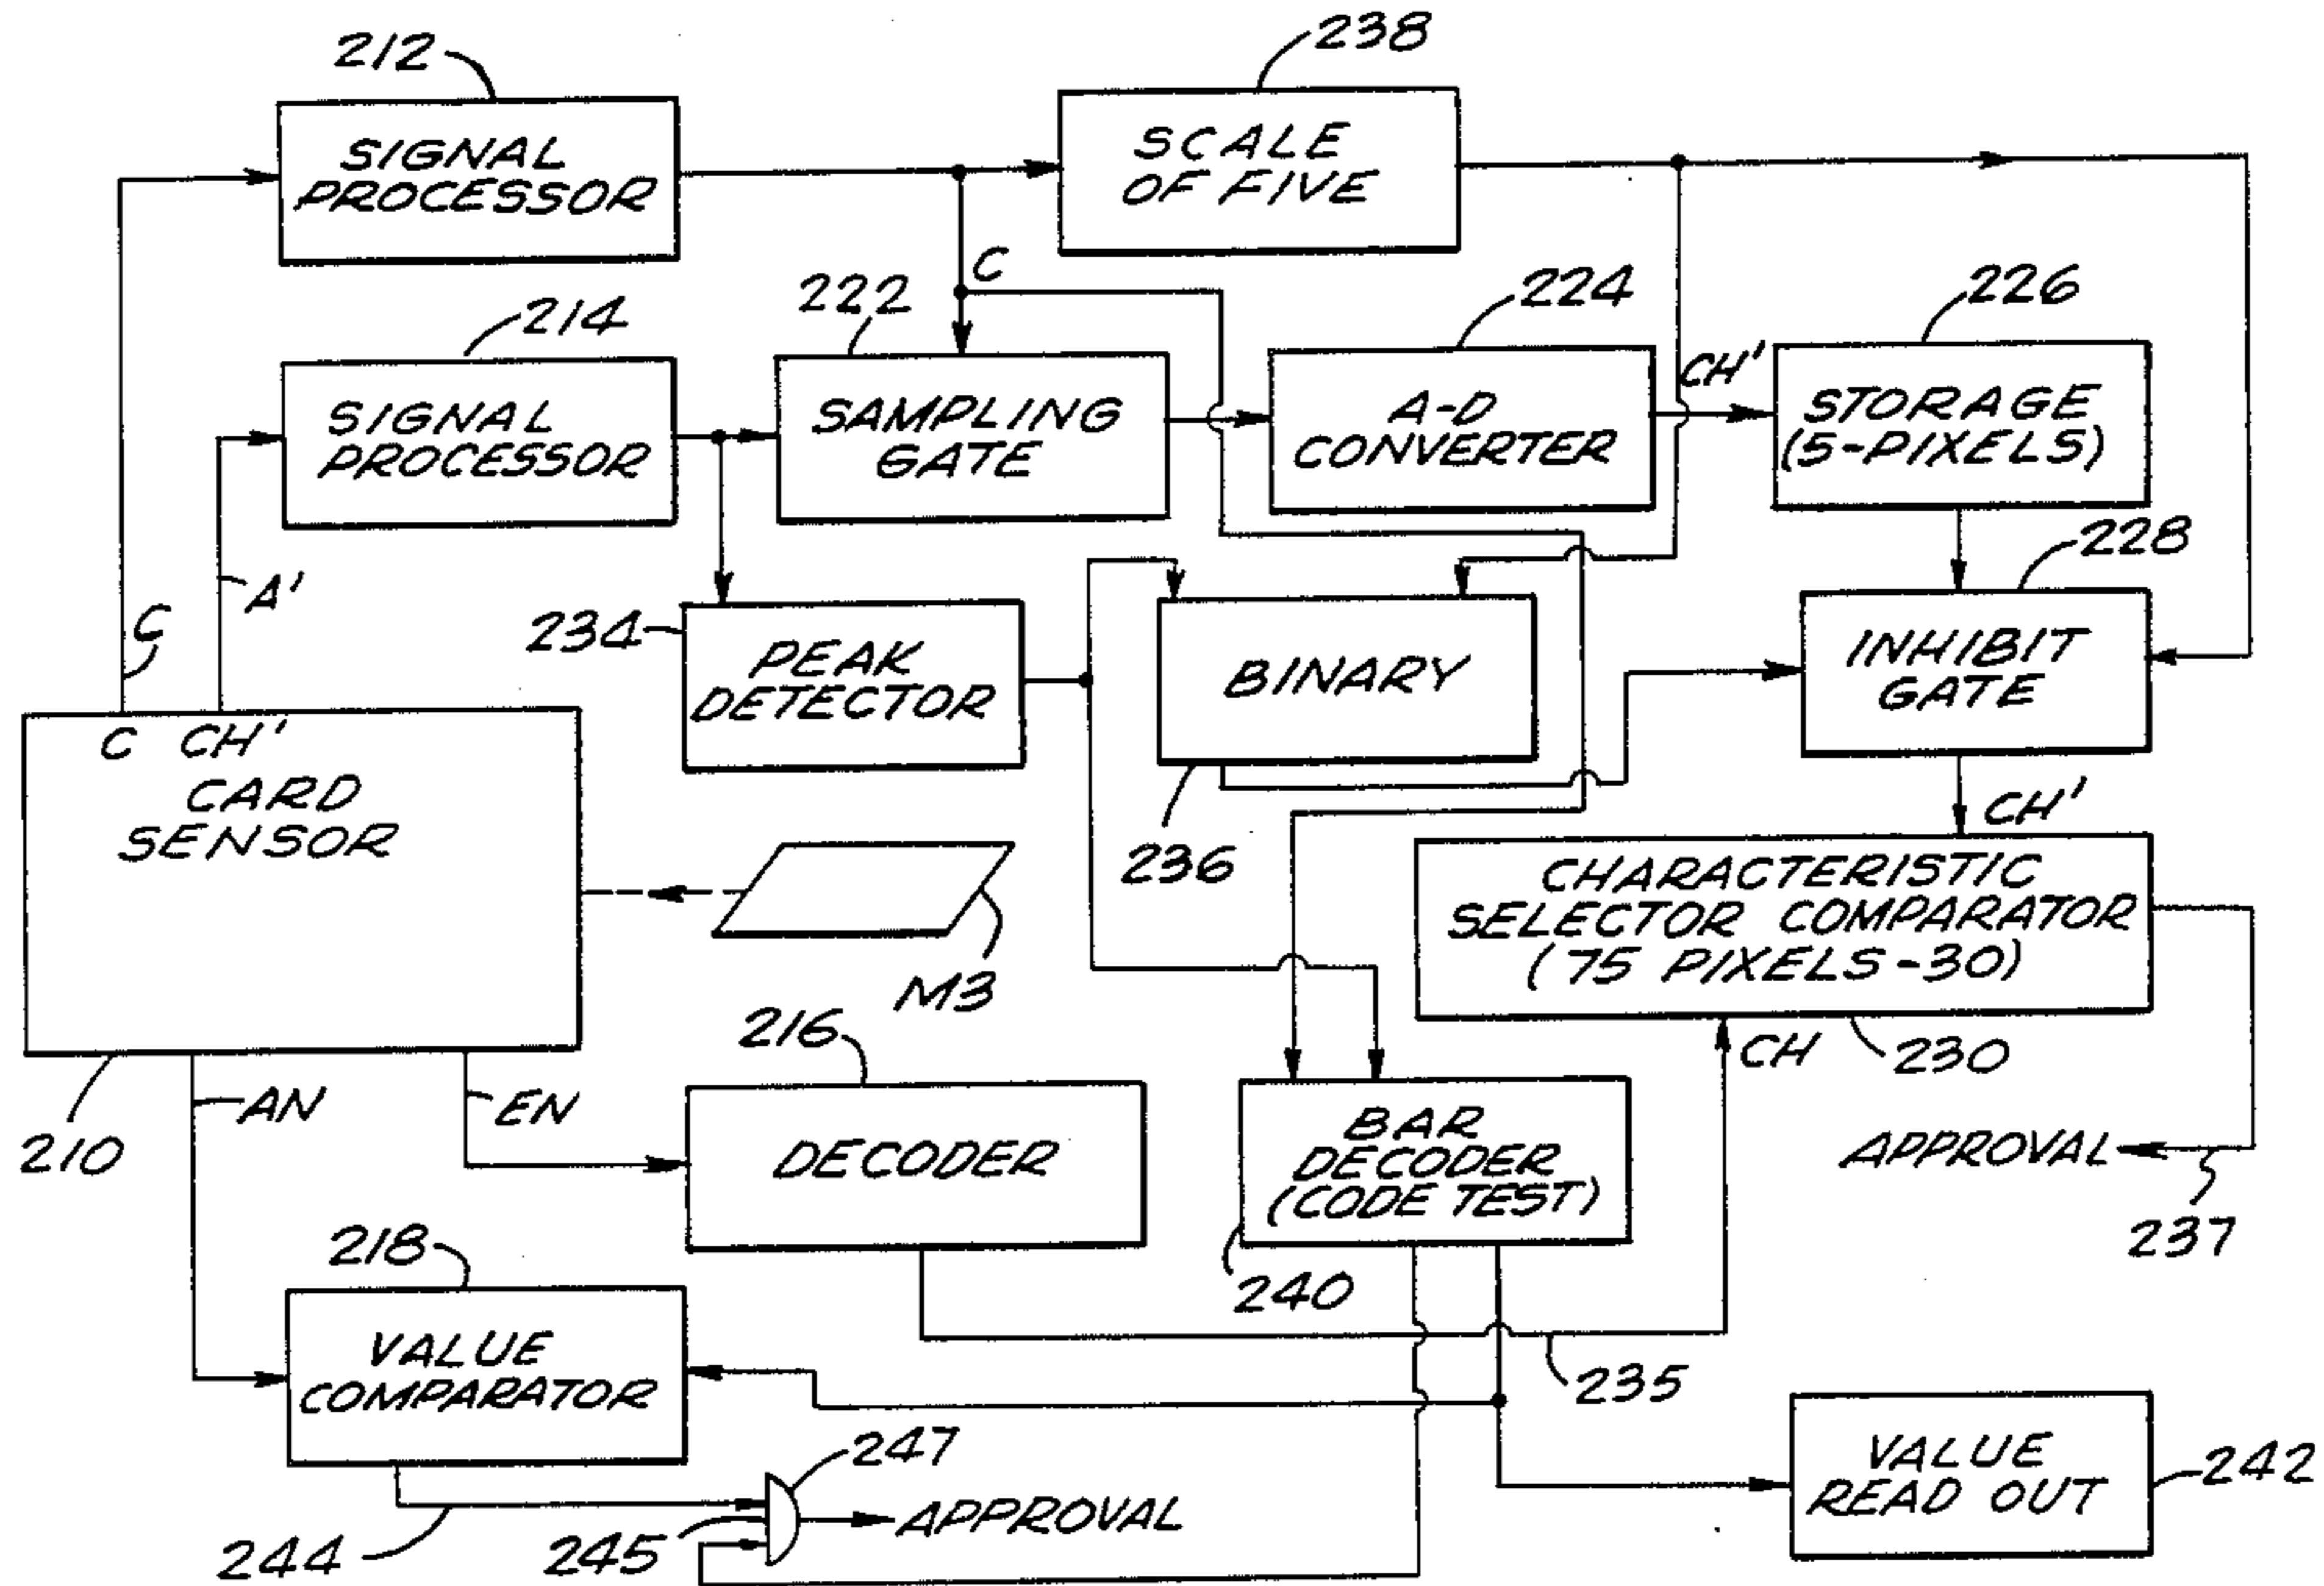 212
238
SIGNAL
PROCESSOR
SCALE
OF FIVE
C
222
224
226
214
CH'
SIGNAL
PROCESSOR
SAMPLING
GATE
A-D
CONVERTER
STORAGE
(5-PIXELS)
228
A'
C
234
PEAK
DETECTOR
BINARY
INHIBIT
GATE
C CH'
CARD
SENSOR
236
CH'
CHARACTERISTIC
SELECTOR COMPARATOR
(75 PIXELS-30)
M3
216
CH
230
AN
EN
210
DECODER
BAR
DECODER
(CODE TEST)
APPROVAL
237
218
240
VALUE
COMPARATOR
235
247
VALUE
READ OUT
242
244
245
APPROVAL